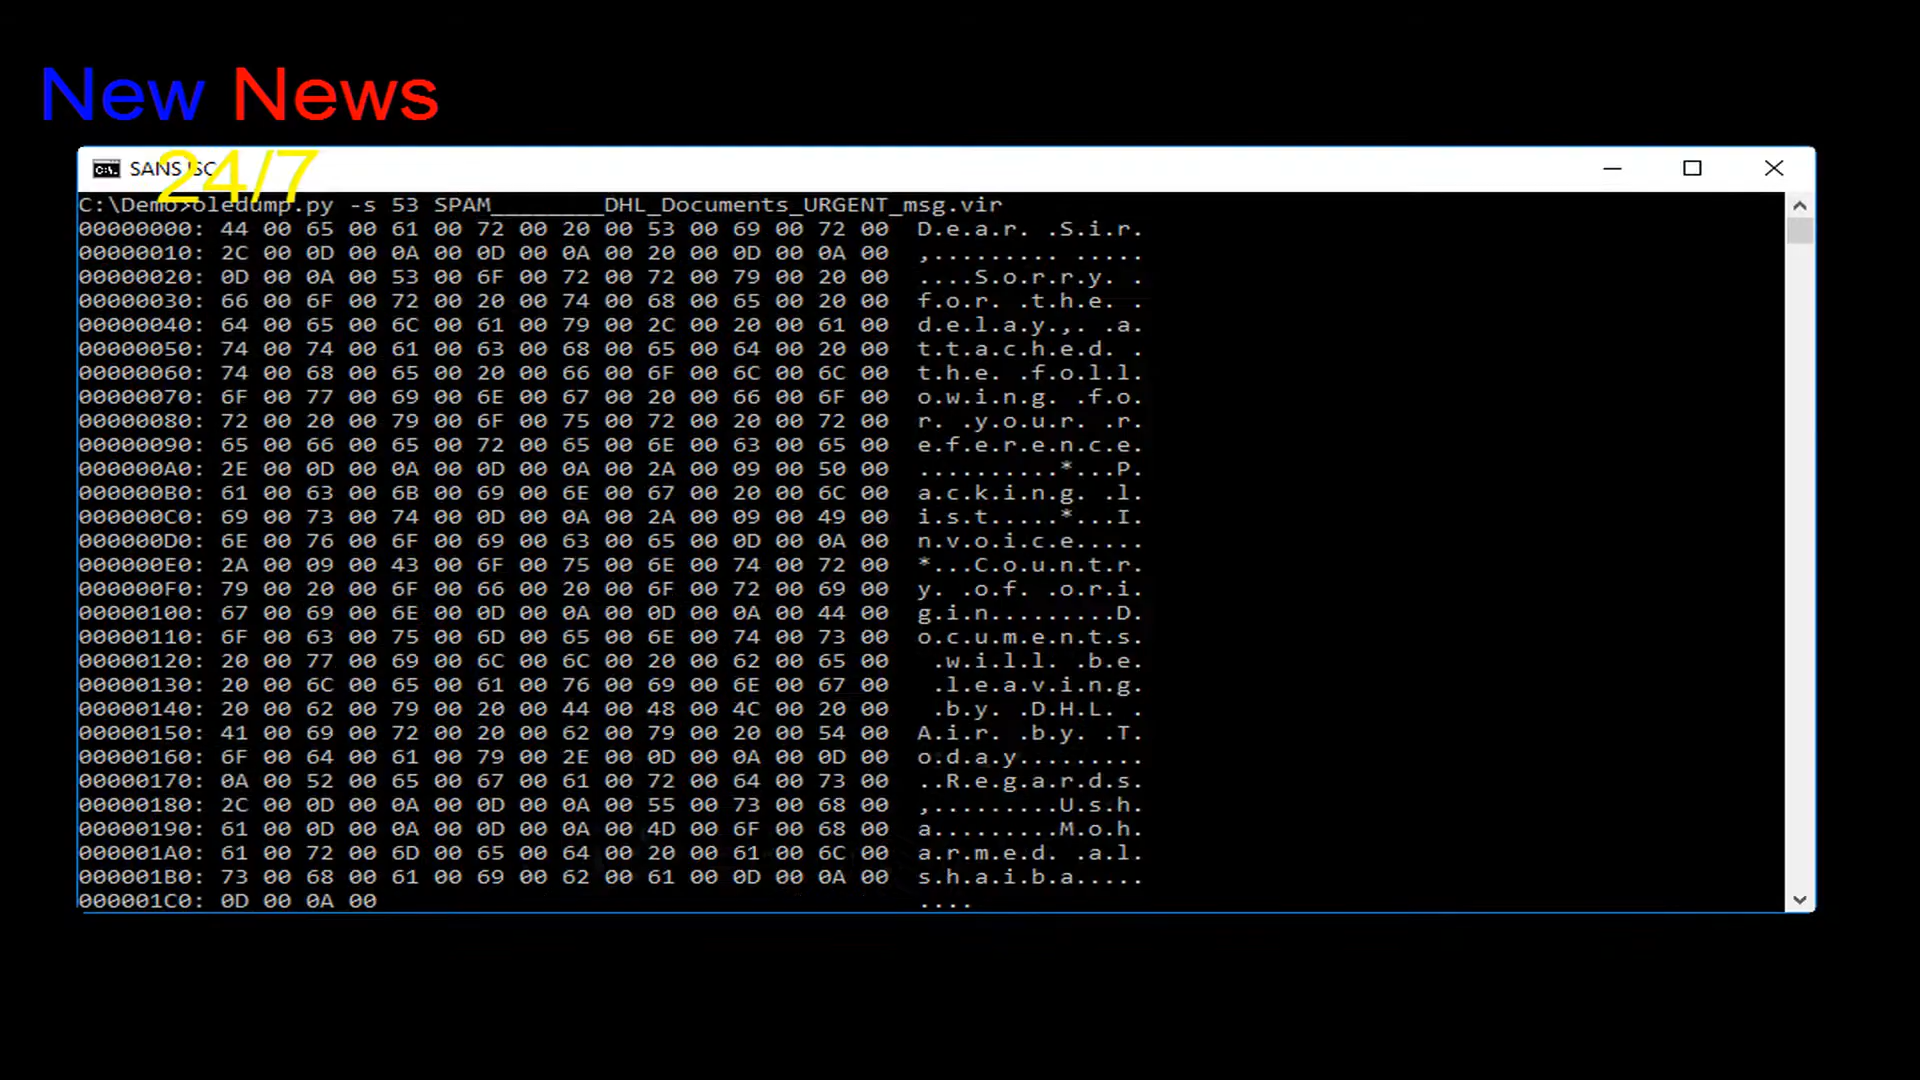 New News
24/7
SANS ISC
C:\Demo>oledump.py -s 53 SPAM________DHL_Documents_URGENT_msg.vir
00000000: 44 00 65 00 61 00 72 00 20 00 53 00 69 00 72 00  D.e.a.r. .S.i.r.
00000010: 2C 00 0D 00 0A 00 0D 00 0A 00 20 00 0D 00 0A 00  ,......... .....
00000020: 0D 00 0A 00 53 00 6F 00 72 00 72 00 79 00 20 00  ....S.o.r.r.y. .
00000030: 66 00 6F 00 72 00 20 00 74 00 68 00 65 00 20 00  f.o.r. .t.h.e. .
00000040: 64 00 65 00 6C 00 61 00 79 00 2C 00 20 00 61 00  d.e.l.a.y.,. .a.
00000050: 74 00 74 00 61 00 63 00 68 00 65 00 64 00 20 00  t.t.a.c.h.e.d. .
00000060: 74 00 68 00 65 00 20 00 66 00 6F 00 6C 00 6C 00  t.h.e. .f.o.l.l.
00000070: 6F 00 77 00 69 00 6E 00 67 00 20 00 66 00 6F 00  o.w.i.n.g. .f.o.
00000080: 72 00 20 00 79 00 6F 00 75 00 72 00 20 00 72 00  r. .y.o.u.r. .r.
00000090: 65 00 66 00 65 00 72 00 65 00 6E 00 63 00 65 00  e.f.e.r.e.n.c.e.
000000A0: 2E 00 0D 00 0A 00 0D 00 0A 00 2A 00 09 00 50 00  ..........*...P.
000000B0: 61 00 63 00 6B 00 69 00 6E 00 67 00 20 00 6C 00  a.c.k.i.n.g. .l.
000000C0: 69 00 73 00 74 00 0D 00 0A 00 2A 00 09 00 49 00  i.s.t.....*...I.
000000D0: 6E 00 76 00 6F 00 69 00 63 00 65 00 0D 00 0A 00  n.v.o.i.c.e.....
000000E0: 2A 00 09 00 43 00 6F 00 75 00 6E 00 74 00 72 00  *...C.o.u.n.t.r.
000000F0: 79 00 20 00 6F 00 66 00 20 00 6F 00 72 00 69 00  y. .o.f. .o.r.i.
00000100: 67 00 69 00 6E 00 0D 00 0A 00 0D 00 0A 00 44 00  g.i.n.........D.
00000110: 6F 00 63 00 75 00 6D 00 65 00 6E 00 74 00 73 00  o.c.u.m.e.n.t.s.
00000120: 20 00 77 00 69 00 6C 00 6C 00 20 00 62 00 65 00   .w.i.l.l. .b.e.
00000130: 20 00 6C 00 65 00 61 00 76 00 69 00 6E 00 67 00   .l.e.a.v.i.n.g.
00000140: 20 00 62 00 79 00 20 00 44 00 48 00 4C 00 20 00   .b.y. .D.H.L. .
00000150: 41 00 69 00 72 00 20 00 62 00 79 00 20 00 54 00  A.i.r. .b.y. .T.
00000160: 6F 00 64 00 61 00 79 00 2E 00 0D 00 0A 00 0D 00  o.d.a.y.........
00000170: 0A 00 52 00 65 00 67 00 61 00 72 00 64 00 73 00  ..R.e.g.a.r.d.s.
00000180: 2C 00 0D 00 0A 00 0D 00 0A 00 55 00 73 00 68 00  ,.........U.s.h.
00000190: 61 00 0D 00 0A 00 0D 00 0A 00 4D 00 6F 00 68 00  a.........M.o.h.
000001A0: 61 00 72 00 6D 00 65 00 64 00 20 00 61 00 6C 00  a.r.m.e.d. .a.l.
000001B0: 73 00 68 00 61 00 69 00 62 00 61 00 0D 00 0A 00  s.h.a.i.b.a.....
000001C0: 0D 00 0A 00                                      ....